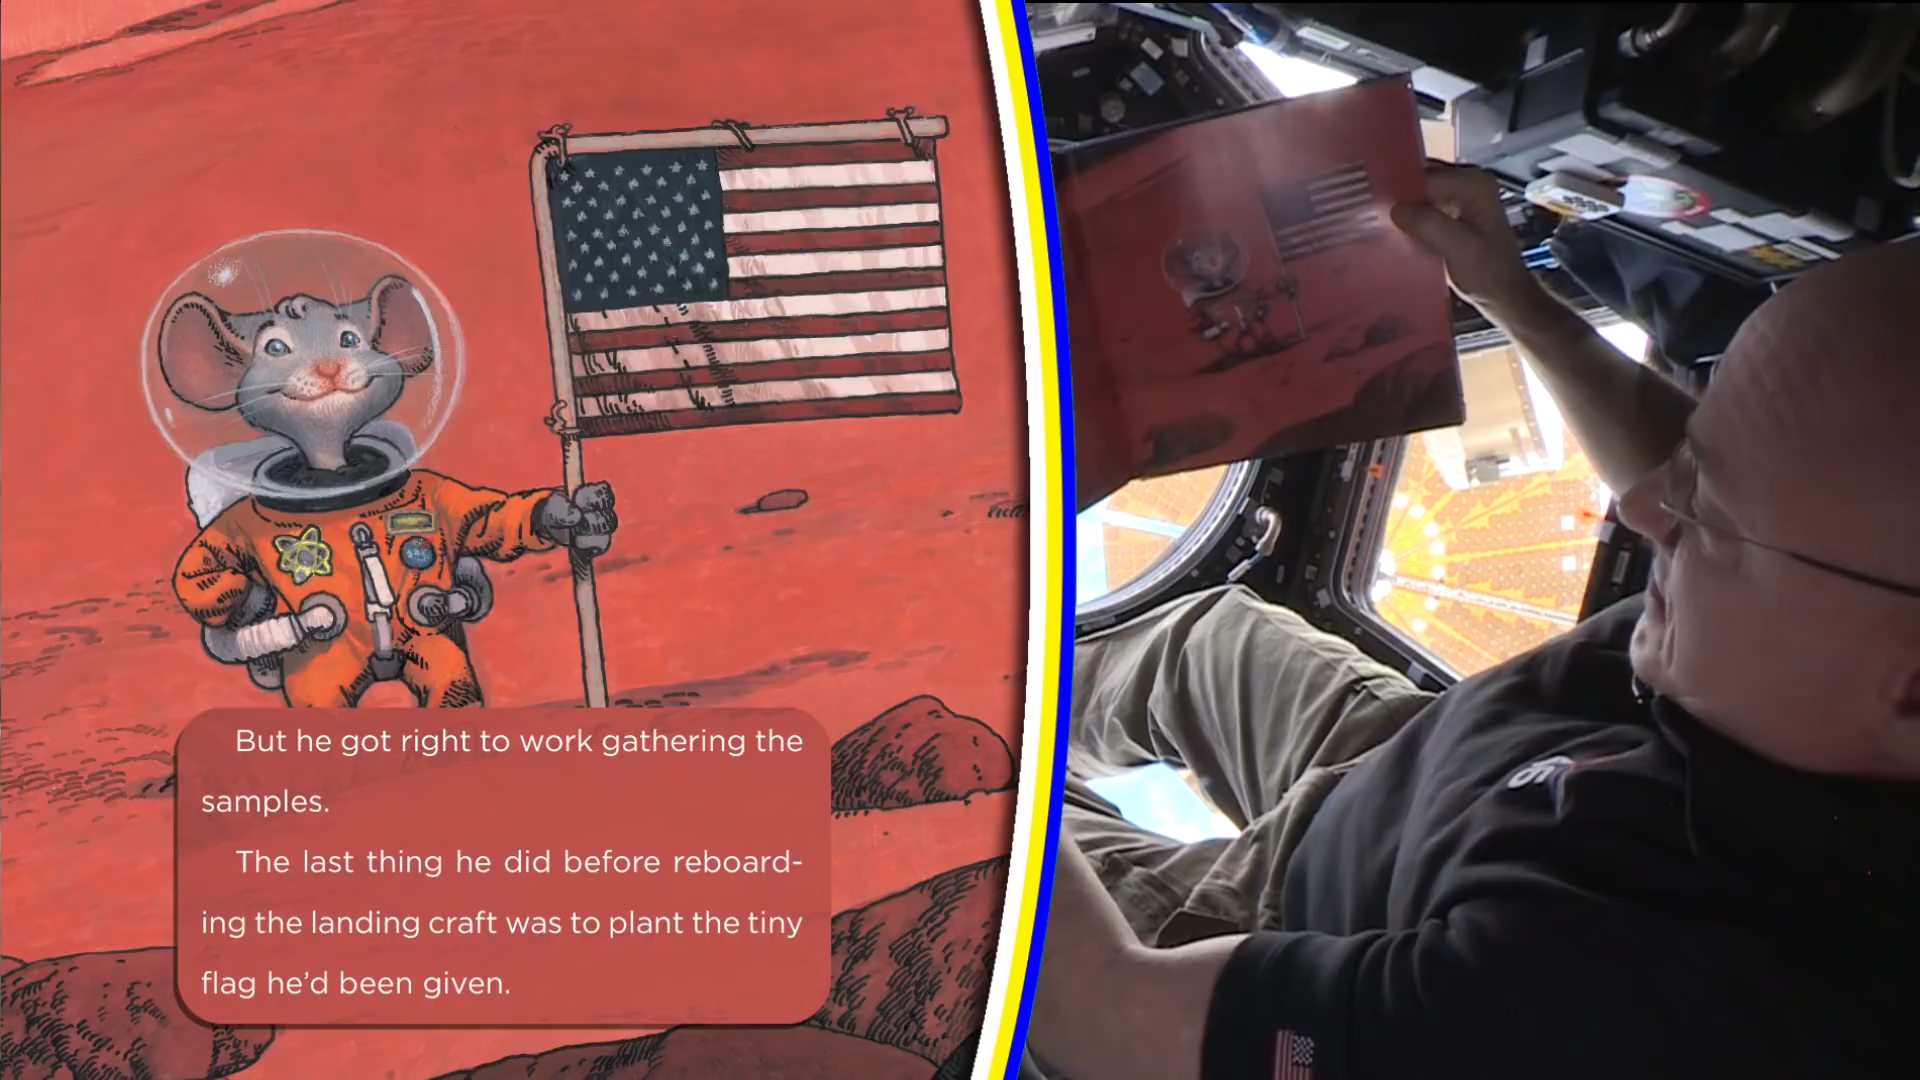 But he got right to work gathering the
samples.
The last thing he did before reboard-
ing the landing craft was to plant the tiny
flag he’d been given.